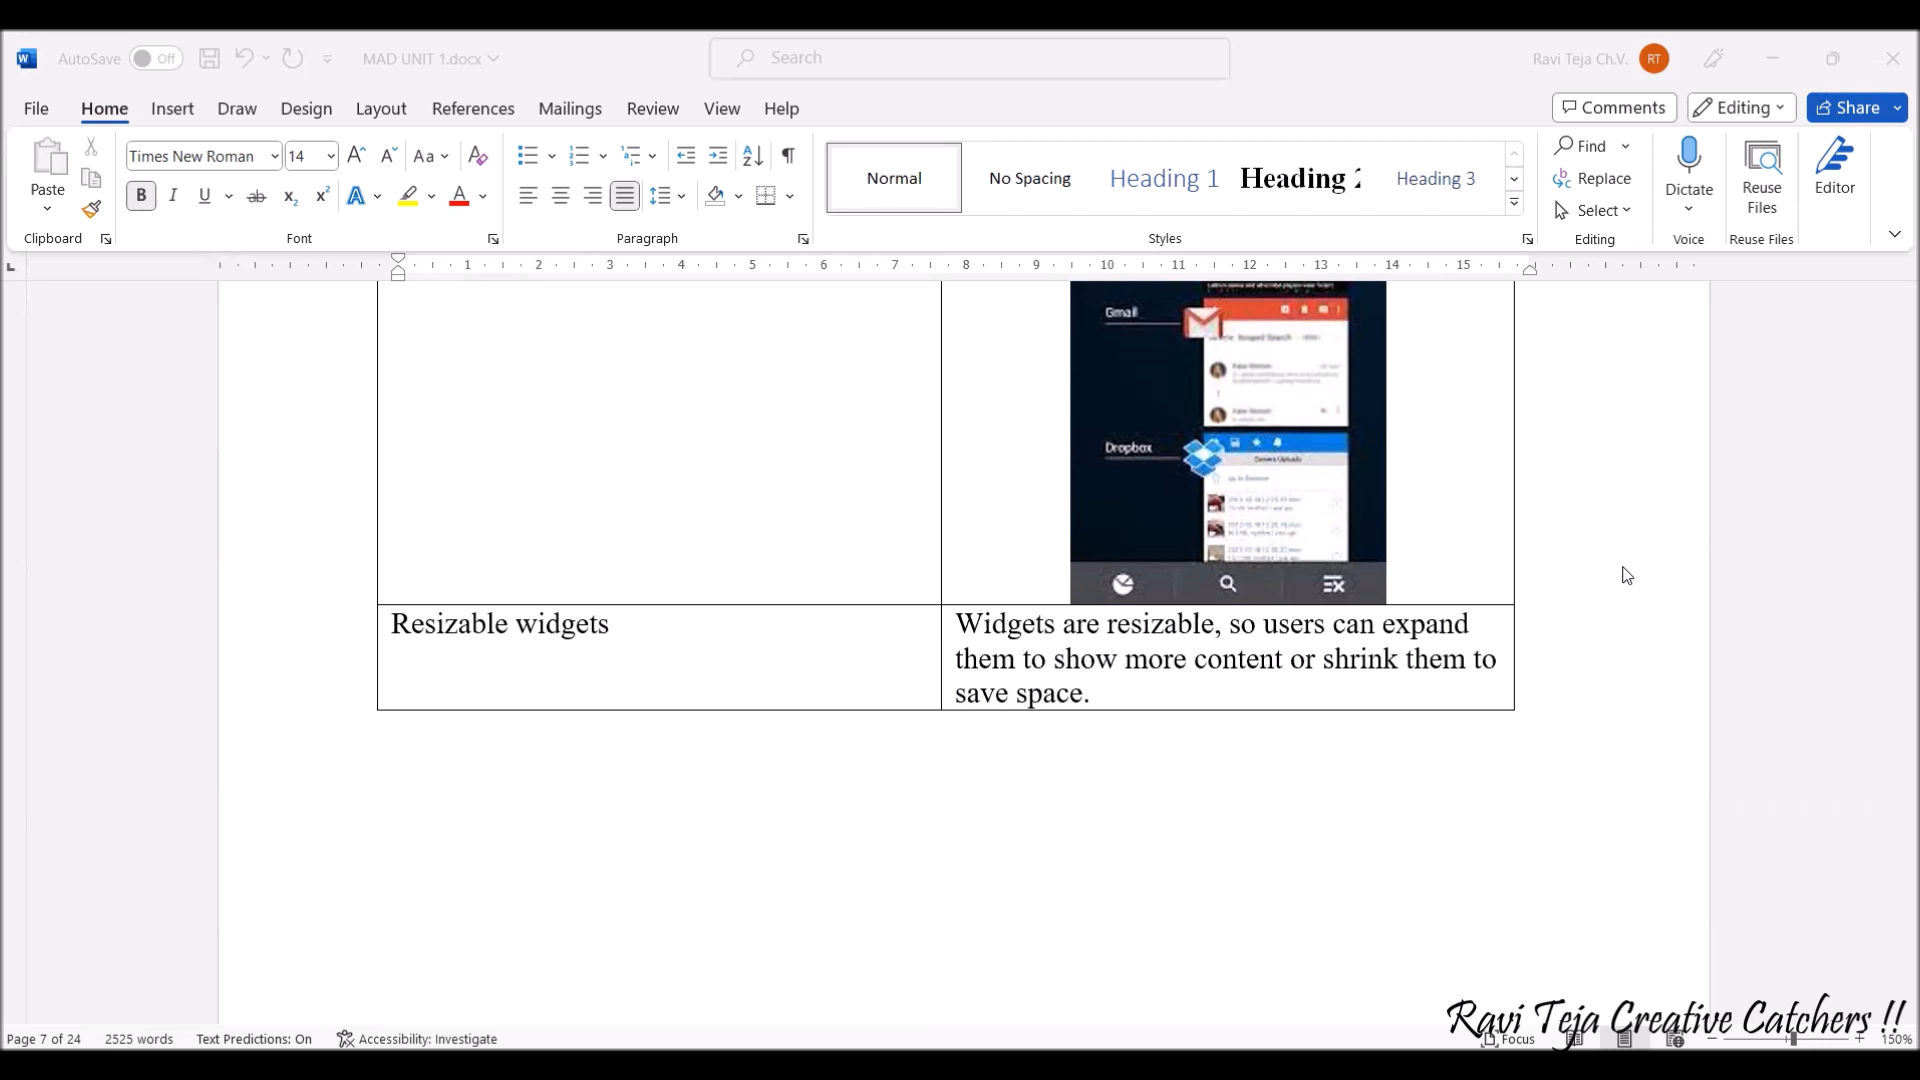 AutoSave Off MAD UNIT 1.docx Search Ravi Teja Ch.V. RT
File Home Insert Draw Design Layout References Mailings Review View Help Comments Editing Share
Paste Times New Roman 14 Aa Normal No Spacing Heading 1 Heading 2 Heading 3 Find Replace Select Dictate Reuse Files Editor
Clipboard Font Paragraph Styles Editing Voice Reuse Files
1 2 3 4 5 6 7 8 9 10 11 12 13 14 15
Gmail
Dropbox
Camera Uploads
Resizable widgets
Widgets are resizable, so users can expand
them to show more content or shrink them to
save space.
Ravi Teja Creative Catchers !!
Page 7 of 24 2525 words Text Predictions: On Accessibility: Investigate Focus 150%